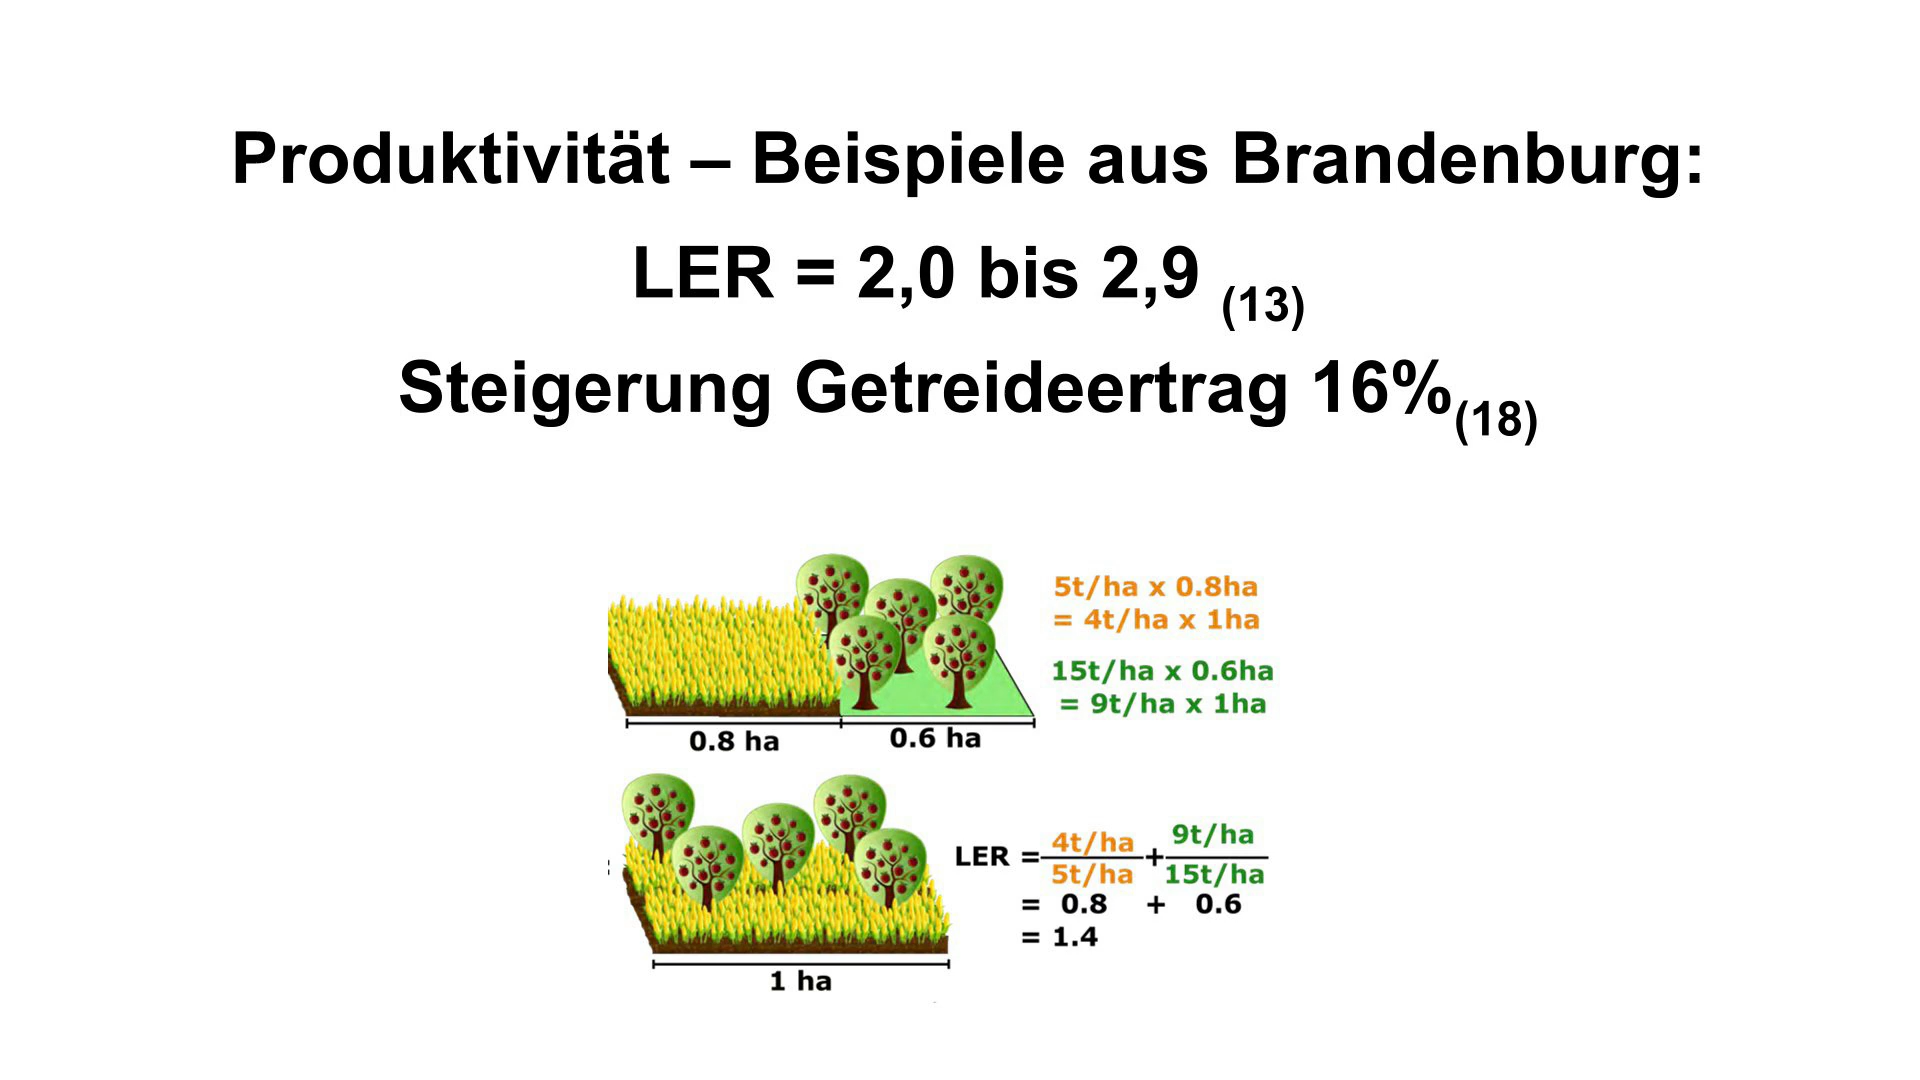 Produktivität – Beispiele aus Brandenburg:
LER = 2,0 bis 2,9 (13)
Steigerung Getreideertrag 16%(18)
5t/ha x 0.8ha
= 4t/ha x 1ha
15t/ha x 0.6ha
= 9t/ha x 1ha
0.8 ha
0.6 ha
LER = 4t/ha + 9t/ha
5t/ha 15t/ha
= 0.8 + 0.6
= 1.4
1 ha